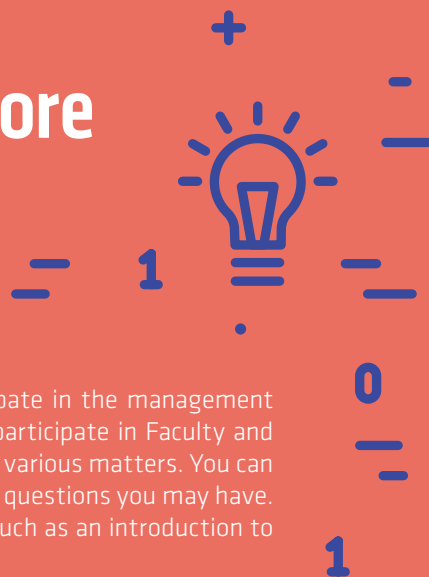 ore
1
0
pate in the management
participate in Faculty and
various matters. You can
questions you may have.
uch as an introduction to
1